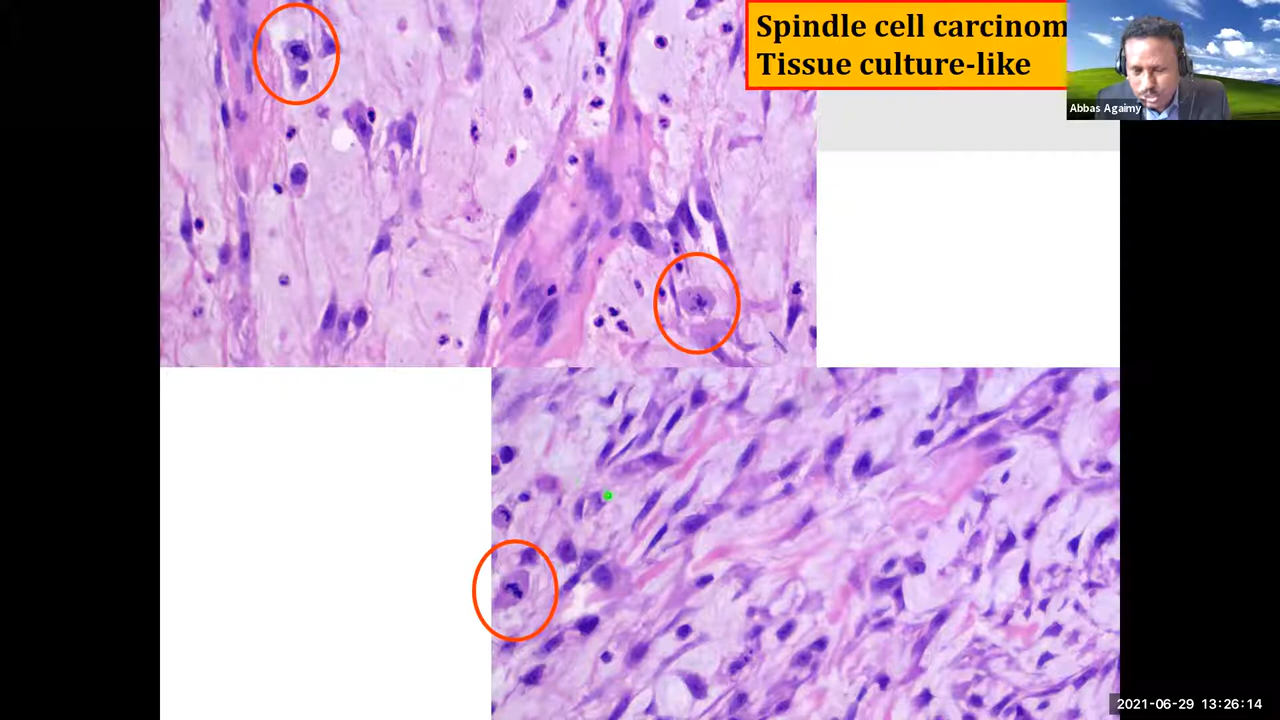 Spindle cell carcinom
Tissue culture-like
Abbas Agaimy
2021-06-29 13:26:14